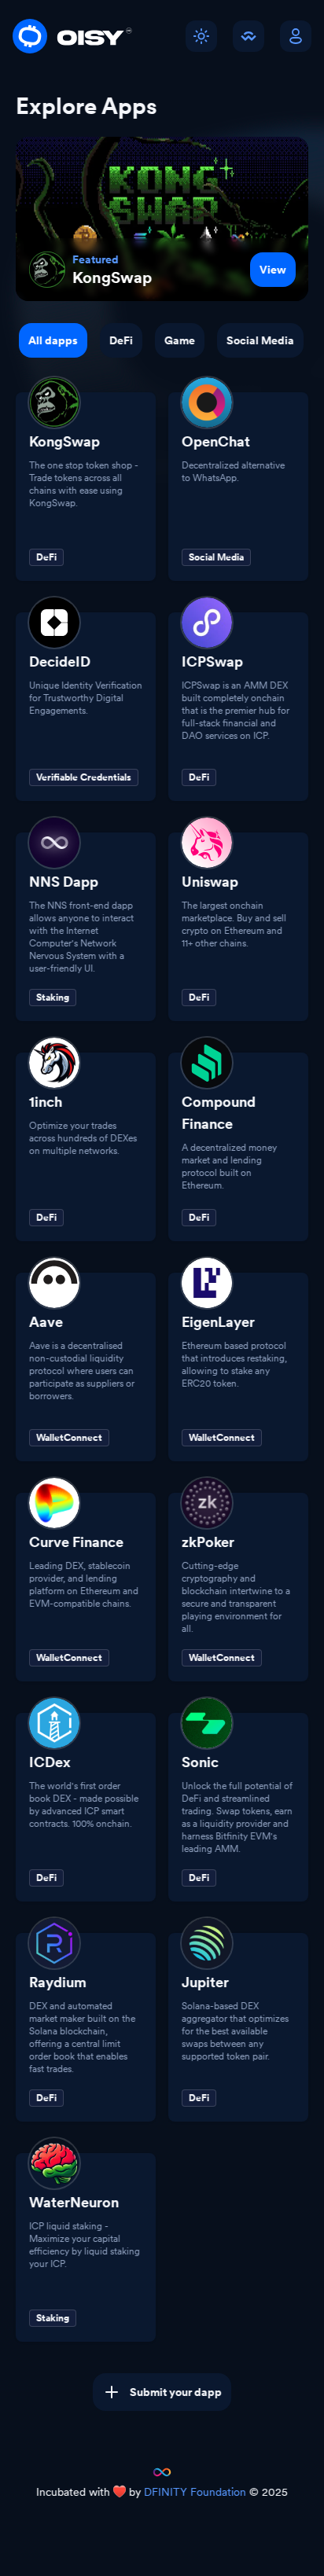 OISY
Explore Apps
KONG
SWAP
Featured
KongSwap
View
All dapps
DeFi
Game
Social Media
KongSwap
The one stop token shop -
Trade tokens across all
chains with ease using
KongSwap.
DeFi
OpenChat
Decentralized alternative
to WhatsApp.
Social Media
DecideID
Unique Identity Verification
for Trustworthy Digital
Engagements.
Verifiable Credentials
ICPSwap
ICPSwap is an AMM DEX
built completely onchain
that is the premier hub for
full-stack financial and
DAO services on ICP.
DeFi
NNS Dapp
The NNS front-end dapp
allows anyone to interact
with the Internet
Computer's Network
Nervous System with a
user-friendly UI.
Staking
Uniswap
The largest onchain
marketplace. Buy and sell
crypto on Ethereum and
11+ other chains.
DeFi
1inch
Optimize your trades
across hundreds of DEXes
on multiple networks.
DeFi
Compound
Finance
A decentralized money
market and lending
protocol built on
Ethereum.
DeFi
Aave
Aave is a decentralised
non-custodial liquidity
protocol where users can
participate as suppliers or
borrowers.
WalletConnect
EigenLayer
Ethereum based protocol
that introduces restaking,
allowing to stake any
ERC20 token.
WalletConnect
Curve Finance
Leading DEX, stablecoin
provider, and lending
platform on Ethereum and
EVM-compatible chains.
WalletConnect
zk
zkPoker
Cutting-edge
cryptography and
blockchain intertwine to a
secure and transparent
playing environment for
all.
WalletConnect
ICDex
The world's first order
book DEX - made possible
by advanced ICP smart
contracts. 100% onchain.
DeFi
Sonic
Unlock the full potential of
DeFi and streamlined
trading. Swap tokens, earn
as a liquidity provider and
harness Bitfinity EVM's
leading AMM.
DeFi
Raydium
DEX and automated
market maker built on the
Solana blockchain,
offering a central limit
order book that enables
fast trades.
DeFi
Jupiter
Solana-based DEX
aggregator that optimizes
for the best available
swaps between any
supported token pair.
DeFi
WaterNeuron
ICP liquid staking -
Maximize your capital
efficiency by liquid staking
your ICP.
Staking
Submit your dapp
Incubated with ❤️ by DFINITY Foundation © 2025